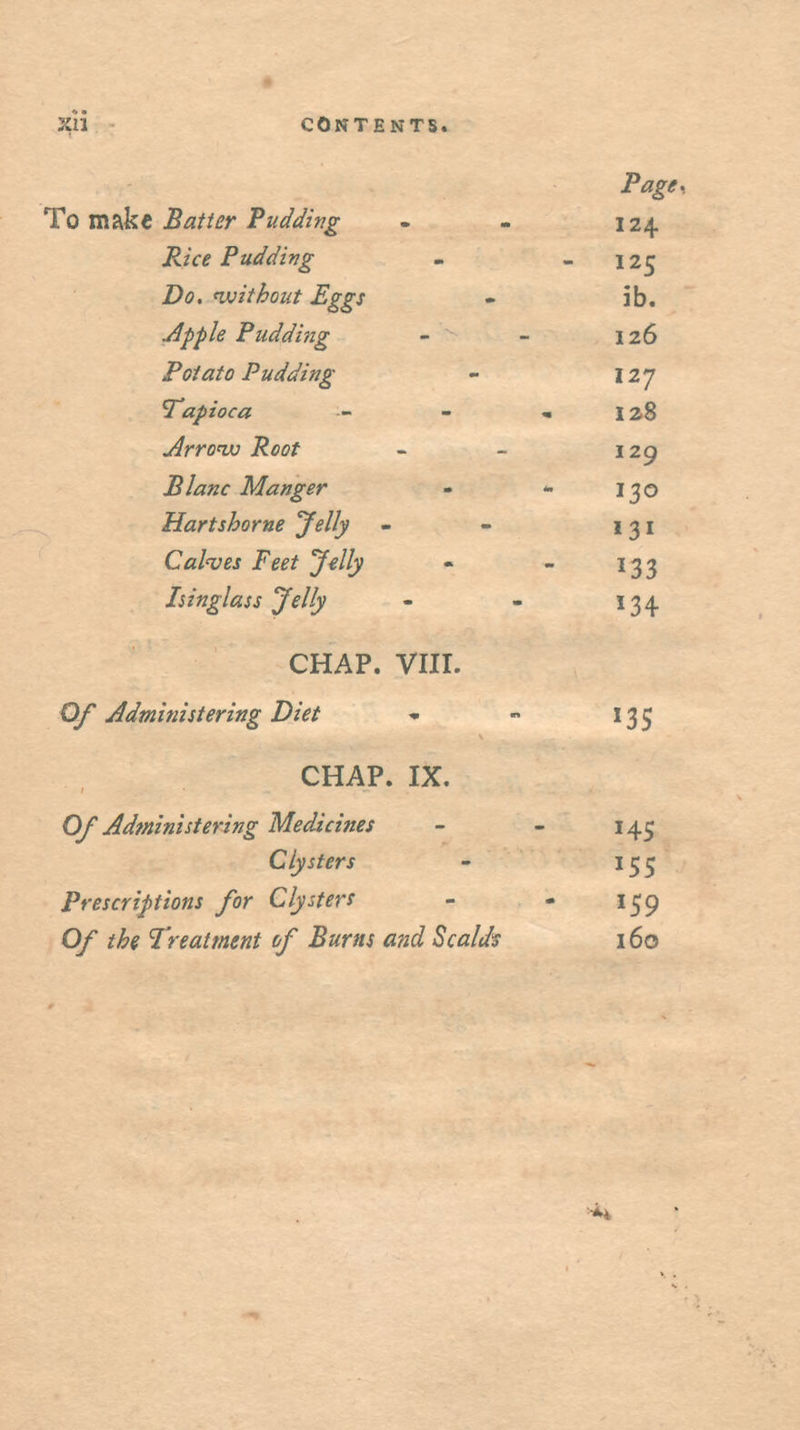 xii CONTENTS.
Page.
To make Batter Pudding - - 124
Rice Pudding - - 125
Do. without Eggs - ib.
Apple Pudding - - 126
Potato Pudding - 127
Tapioca - - - 128
Arrow Root - - 129
Blanc Manger - - 130
Hartshorne Jelly - - 131
Calves Feet Jelly - - 133
Isinglass Jelly - - 134
CHAP. VIII.
Of Administering Diet - - 135
CHAP. IX.
Of Administering Medicines - - 145
Clysters - 155
Prescriptions for Clysters - - 159
Of the Treatment of Burns and Scalds 160